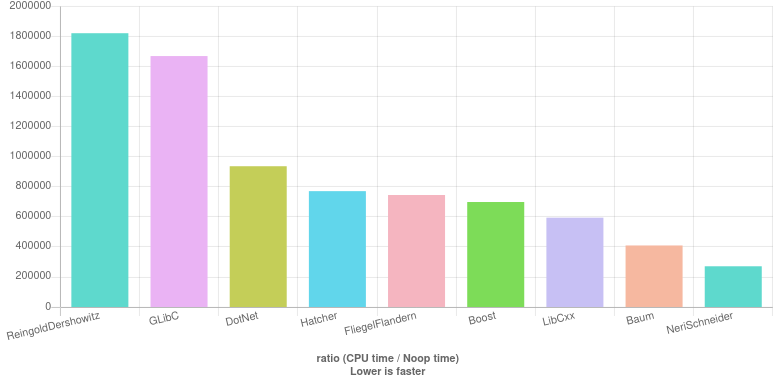 2000000
1800000
1600000
1400000
1200000
1000000
800000
600000
400000
200000
0
ReingoldDershowitz
GLibC
DotNet
Hatcher
FliegelFlandern
Boost
LibCxx
Baum
NeriSchneider
ratio (CPU time / Noop time)
Lower is faster